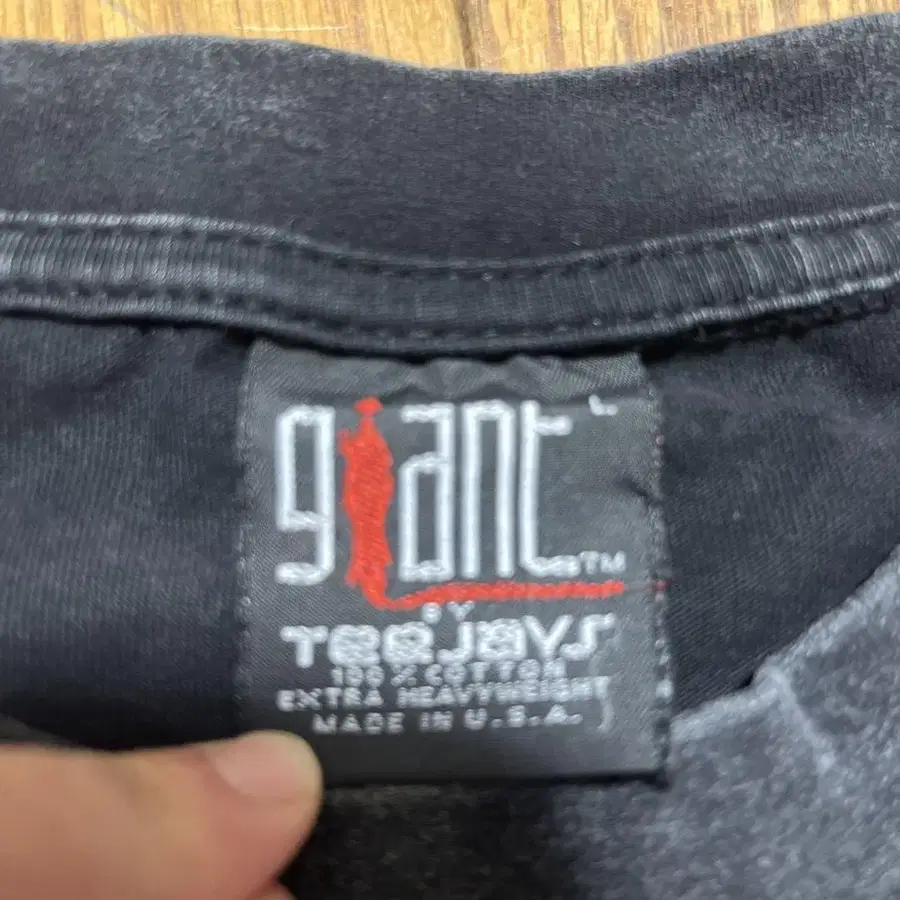 giant L
TM
BY
TeeJays
100% COTTON
EXTRA HEAVYWEIGHT
MADE IN U.S.A.